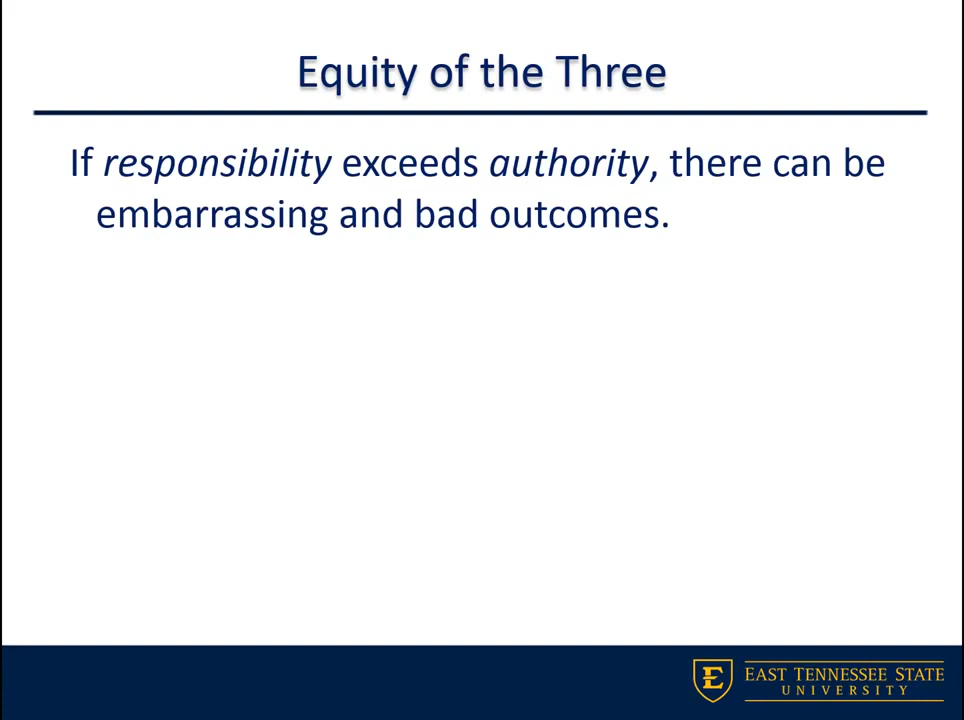 Equity of the Three
If responsibility exceeds authority, there can be
embarrassing and bad outcomes.
E
EAST TENNESSEE STATE
UNIVERSITY